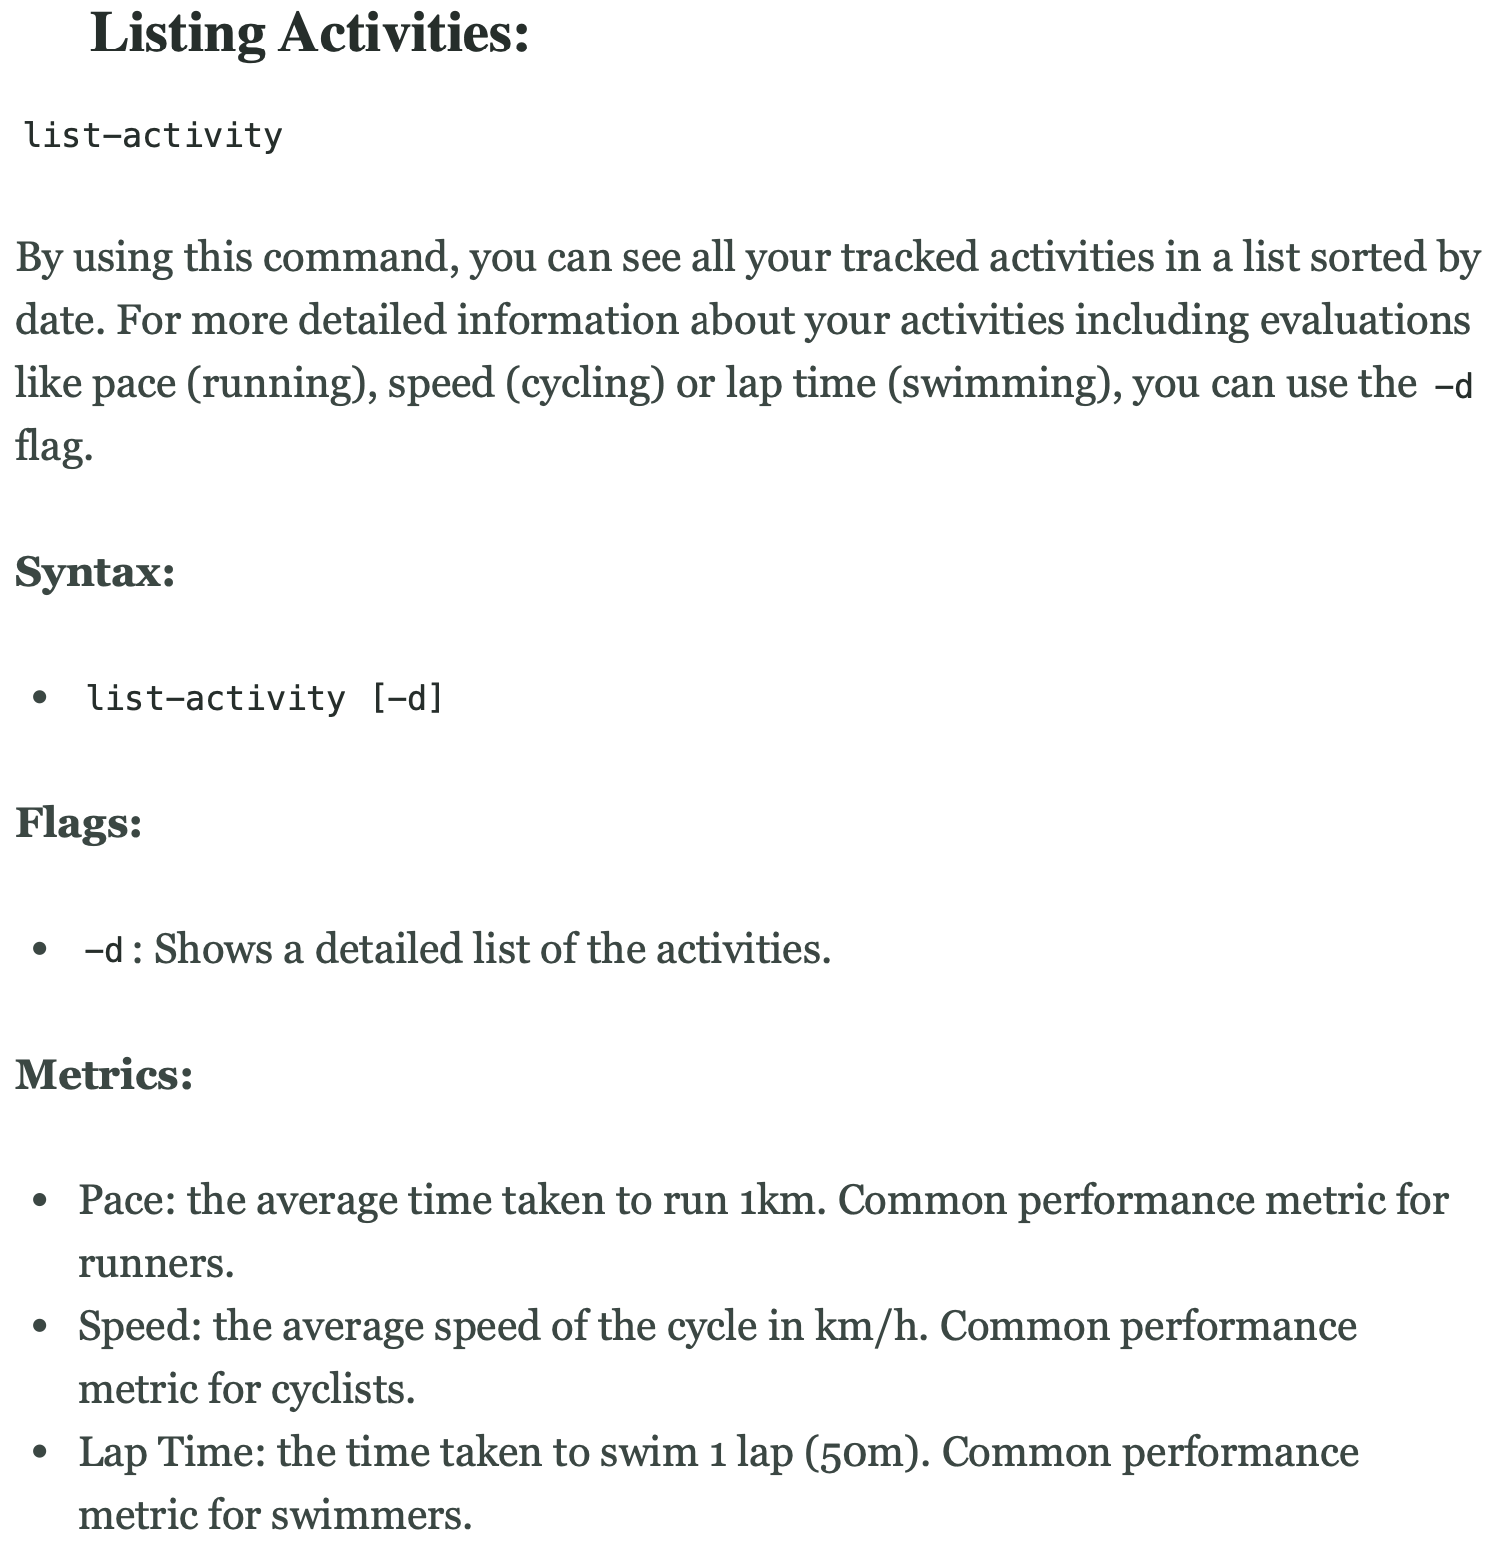 Listing Activities:
list-activity
By using this command, you can see all your tracked activities in a list sorted by
date. For more detailed information about your activities including evaluations
like pace (running), speed (cycling) or lap time (swimming), you can use the -d
flag.
Syntax:
• list-activity [-d]
Flags:
• -d: Shows a detailed list of the activities.
Metrics:
• Pace: the average time taken to run 1km. Common performance metric for
runners.
• Speed: the average speed of the cycle in km/h. Common performance
metric for cyclists.
• Lap Time: the time taken to swim 1 lap (50m). Common performance
metric for swimmers.